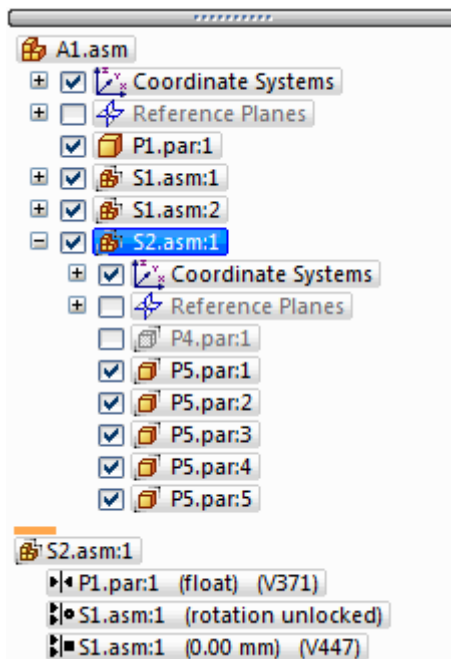 A1.asm
Coordinate Systems
Reference Planes
P1.par:1
S1.asm:1
S1.asm:2
S2.asm:1
Coordinate Systems
Reference Planes
P4.par:1
P5.par:1
P5.par:2
P5.par:3
P5.par:4
P5.par:5
S2.asm:1
P1.par:1 (float) (V371)
S1.asm:1 (rotation unlocked)
S1.asm:1 (0.00 mm) (V447)